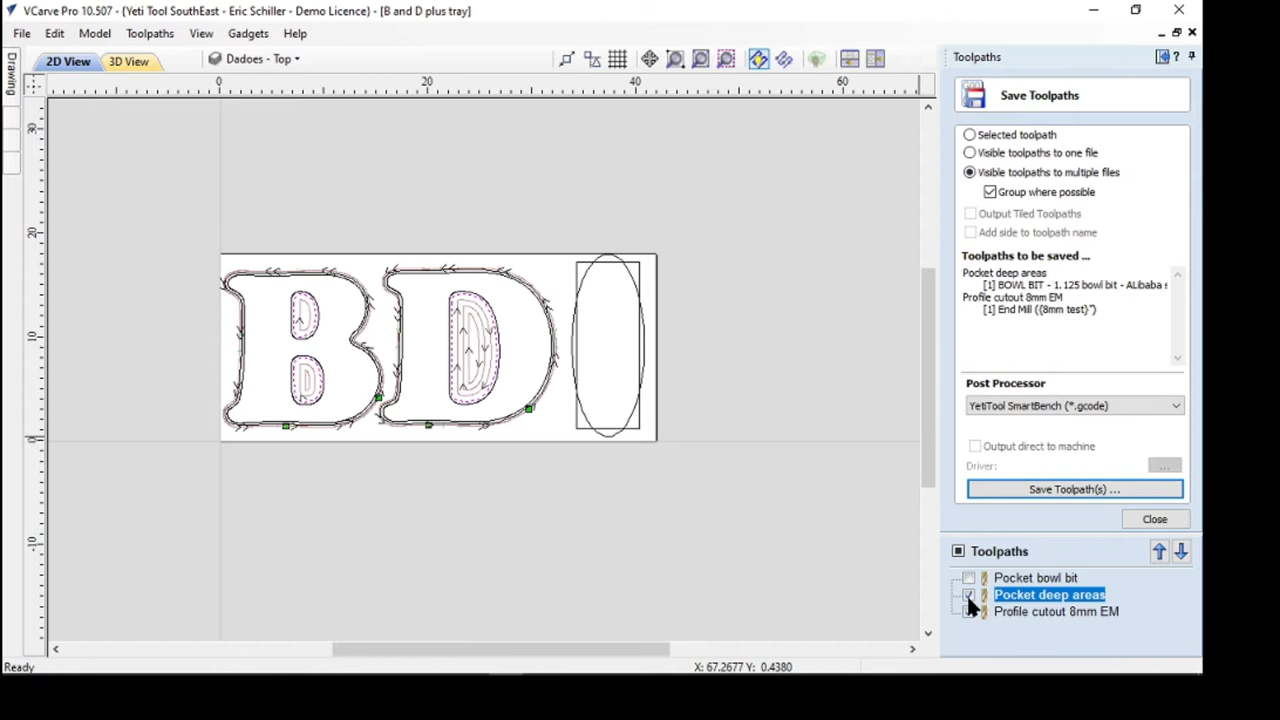 VCarve Pro 10.507 - (Yeti Tool SouthEast - Eric Schiller - Demo Licence) - [B and D plus tray]
File Edit Model Toolpaths View Gadgets Help
Drawing
2D View 3D View Dadoes - Top
Toolpaths ?
0 20 40 60
30
20
10
0
-10
BD
Save Toolpaths
Selected toolpath
Visible toolpaths to one file
Visible toolpaths to multiple files
Group where possible
Output Tiled Toolpaths
Add side to toolpath name
Toolpaths to be saved ...
Pocket deep areas
[1] BOWL BIT - 1.125 bowl bit - ALibaba s
Profile cutout 8mm EM
[1] End Mill ({8mm test}")
Post Processor
YetiTool SmartBench (*.gcode)
Output direct to machine
Driver:
...
Save Toolpath(s) ...
Close
Toolpaths
Pocket bowl bit
Pocket deep areas
Profile cutout 8mm EM
Ready
X: 67.2677 Y: 0.4380